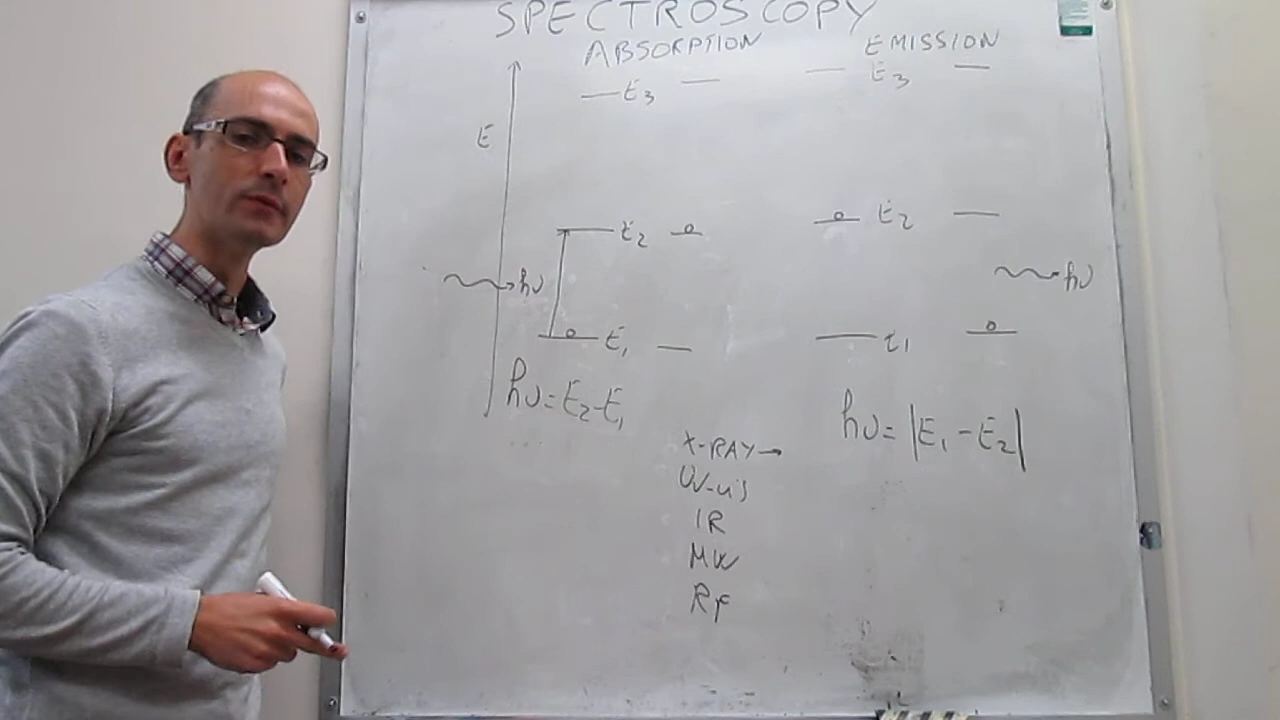 SPECTROSCOPY
ABSORPTION
EMISSION
E
E3
E3
E2
E2
hν
hν
E1
E1
hν=E2-E1
hν=|E1-E2|
X-RAY→
UV-vis
IR
MW
RF